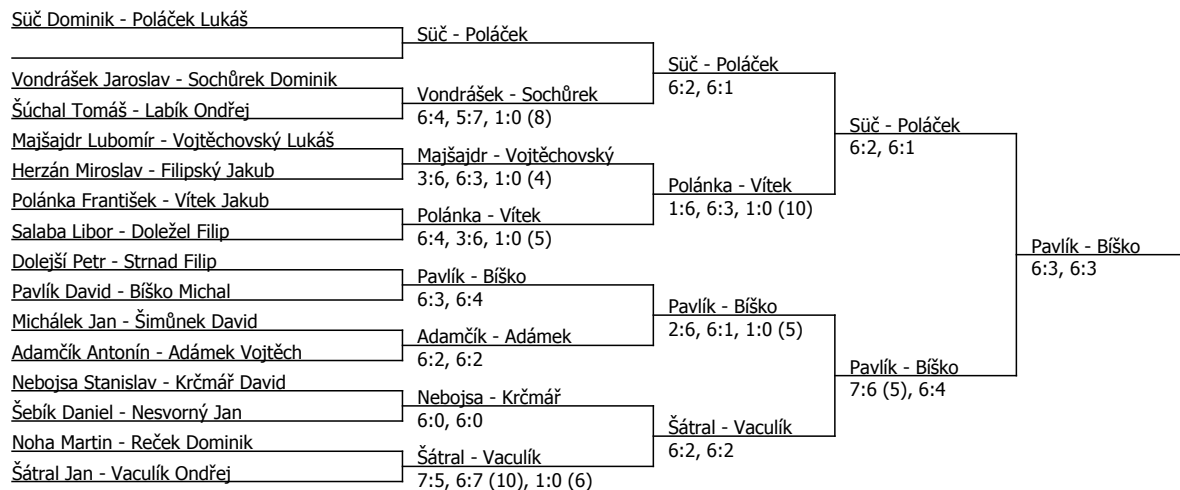 Süč Dominik - Poláček Lukáš
Vondrášek Jaroslav - Sochůrek Dominik
Šúchal Tomáš - Labík Ondřej
Majšajdr Lubomír - Vojtěchovský Lukáš
Herzán Miroslav - Filipský Jakub
Polánka František - Vítek Jakub
Salaba Libor - Doležel Filip
Dolejší Petr - Strnad Filip
Pavlík David - Bíško Michal
Michálek Jan - Šimůnek David
Adamčík Antonín - Adámek Vojtěch
Nebojsa Stanislav - Krčmář David
Šebík Daniel - Nesvorný Jan
Noha Martin - Reček Dominik
Šátral Jan - Vaculík Ondřej
Süč - Poláček
Vondrášek - Sochůrek
6:4, 5:7, 1:0 (8)
Majšajdr - Vojtěchovský
3:6, 6:3, 1:0 (4)
Polánka - Vítek
6:4, 3:6, 1:0 (5)
Pavlík - Bíško
6:3, 6:4
Adamčík - Adámek
6:2, 6:2
Nebojsa - Krčmář
6:0, 6:0
Šátral - Vaculík
7:5, 6:7 (10), 1:0 (6)
Süč - Poláček
6:2, 6:1
Polánka - Vítek
1:6, 6:3, 1:0 (10)
Pavlík - Bíško
2:6, 6:1, 1:0 (5)
Šátral - Vaculík
6:2, 6:2
Süč - Poláček
6:2, 6:1
Pavlík - Bíško
7:6 (5), 6:4
Pavlík - Bíško
6:3, 6:3